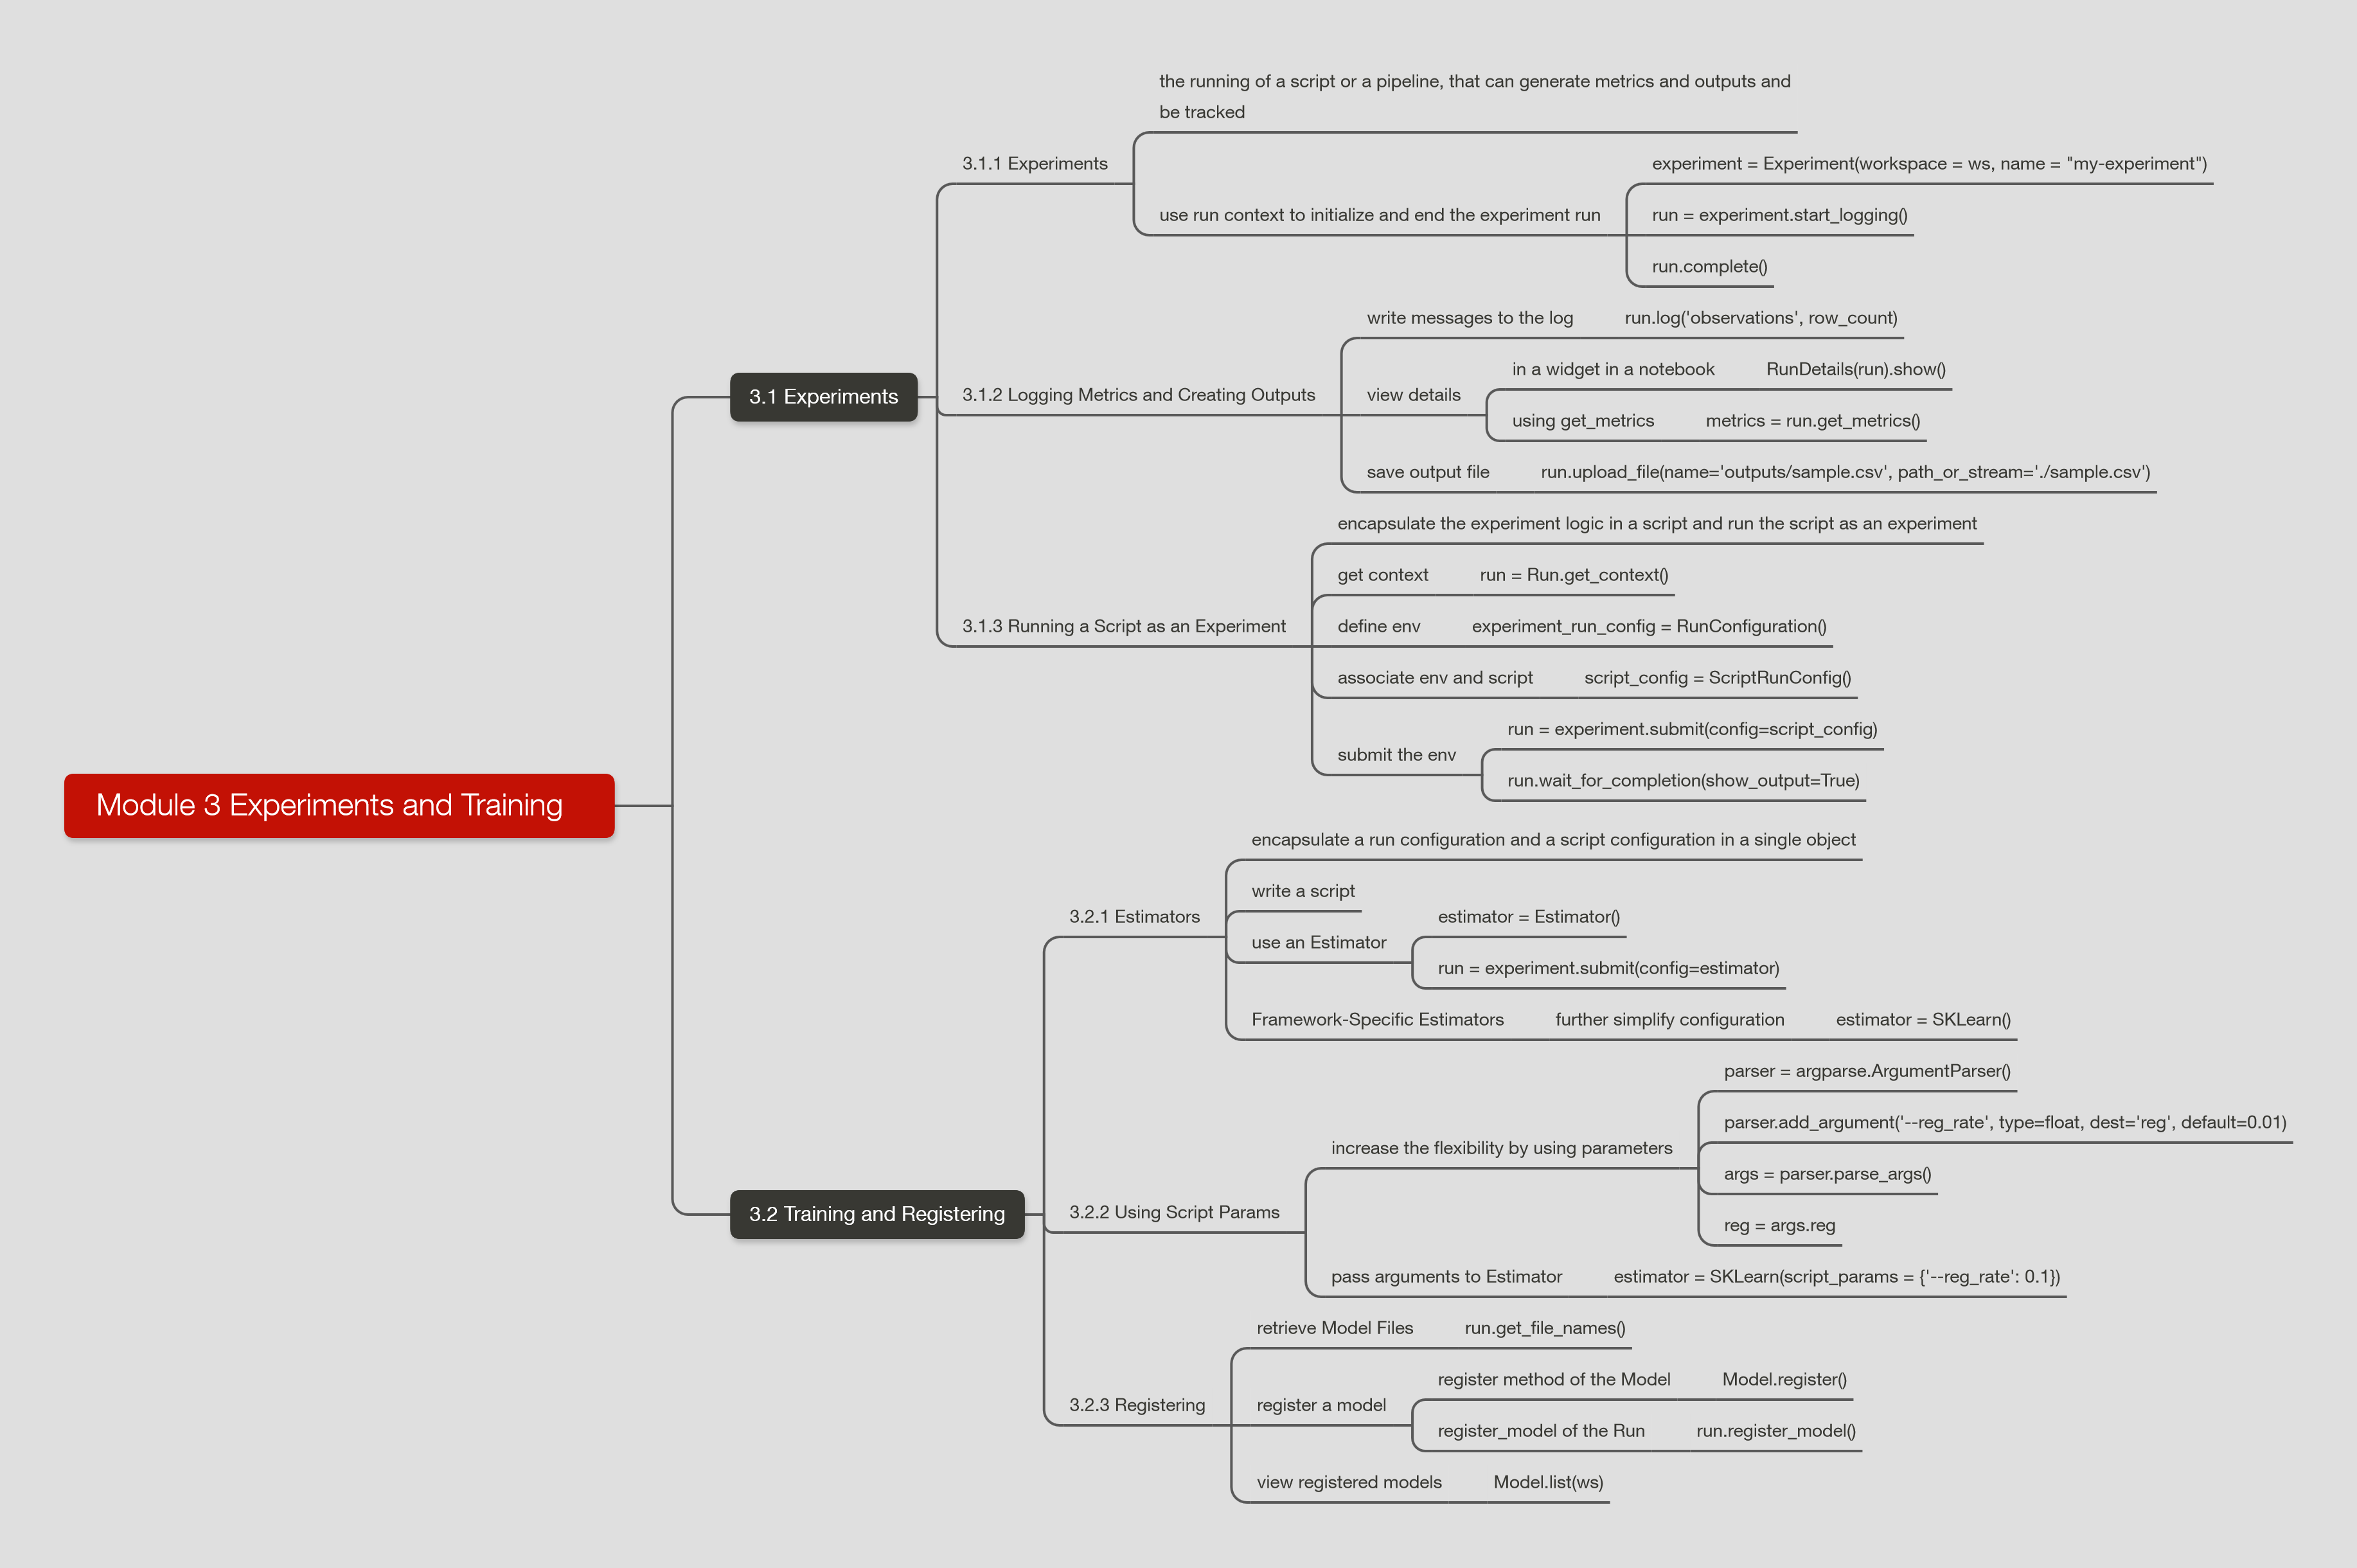 Module 3 Experiments and Training
3.1 Experiments
3.1.1 Experiments
the running of a script or a pipeline, that can generate metrics and outputs and
be tracked
use run context to initialize and end the experiment run
experiment = Experiment(workspace = ws, name = "my-experiment")
run = experiment.start_logging()
run.complete()
3.1.2 Logging Metrics and Creating Outputs
write messages to the log
run.log('observations', row_count)
view details
in a widget in a notebook
RunDetails(run).show()
using get_metrics
metrics = run.get_metrics()
save output file
run.upload_file(name='outputs/sample.csv', path_or_stream='./sample.csv')
3.1.3 Running a Script as an Experiment
encapsulate the experiment logic in a script and run the script as an experiment
get context
run = Run.get_context()
define env
experiment_run_config = RunConfiguration()
associate env and script
script_config = ScriptRunConfig()
submit the env
run = experiment.submit(config=script_config)
run.wait_for_completion(show_output=True)
3.2 Training and Registering
3.2.1 Estimators
encapsulate a run configuration and a script configuration in a single object
write a script
use an Estimator
estimator = Estimator()
run = experiment.submit(config=estimator)
Framework-Specific Estimators
further simplify configuration
estimator = SKLearn()
3.2.2 Using Script Params
increase the flexibility by using parameters
parser = argparse.ArgumentParser()
parser.add_argument('--reg_rate', type=float, dest='reg', default=0.01)
args = parser.parse_args()
reg = args.reg
pass arguments to Estimator
estimator = SKLearn(script_params = {'--reg_rate': 0.1})
3.2.3 Registering
retrieve Model Files
run.get_file_names()
register a model
register method of the Model
Model.register()
register_model of the Run
run.register_model()
view registered models
Model.list(ws)